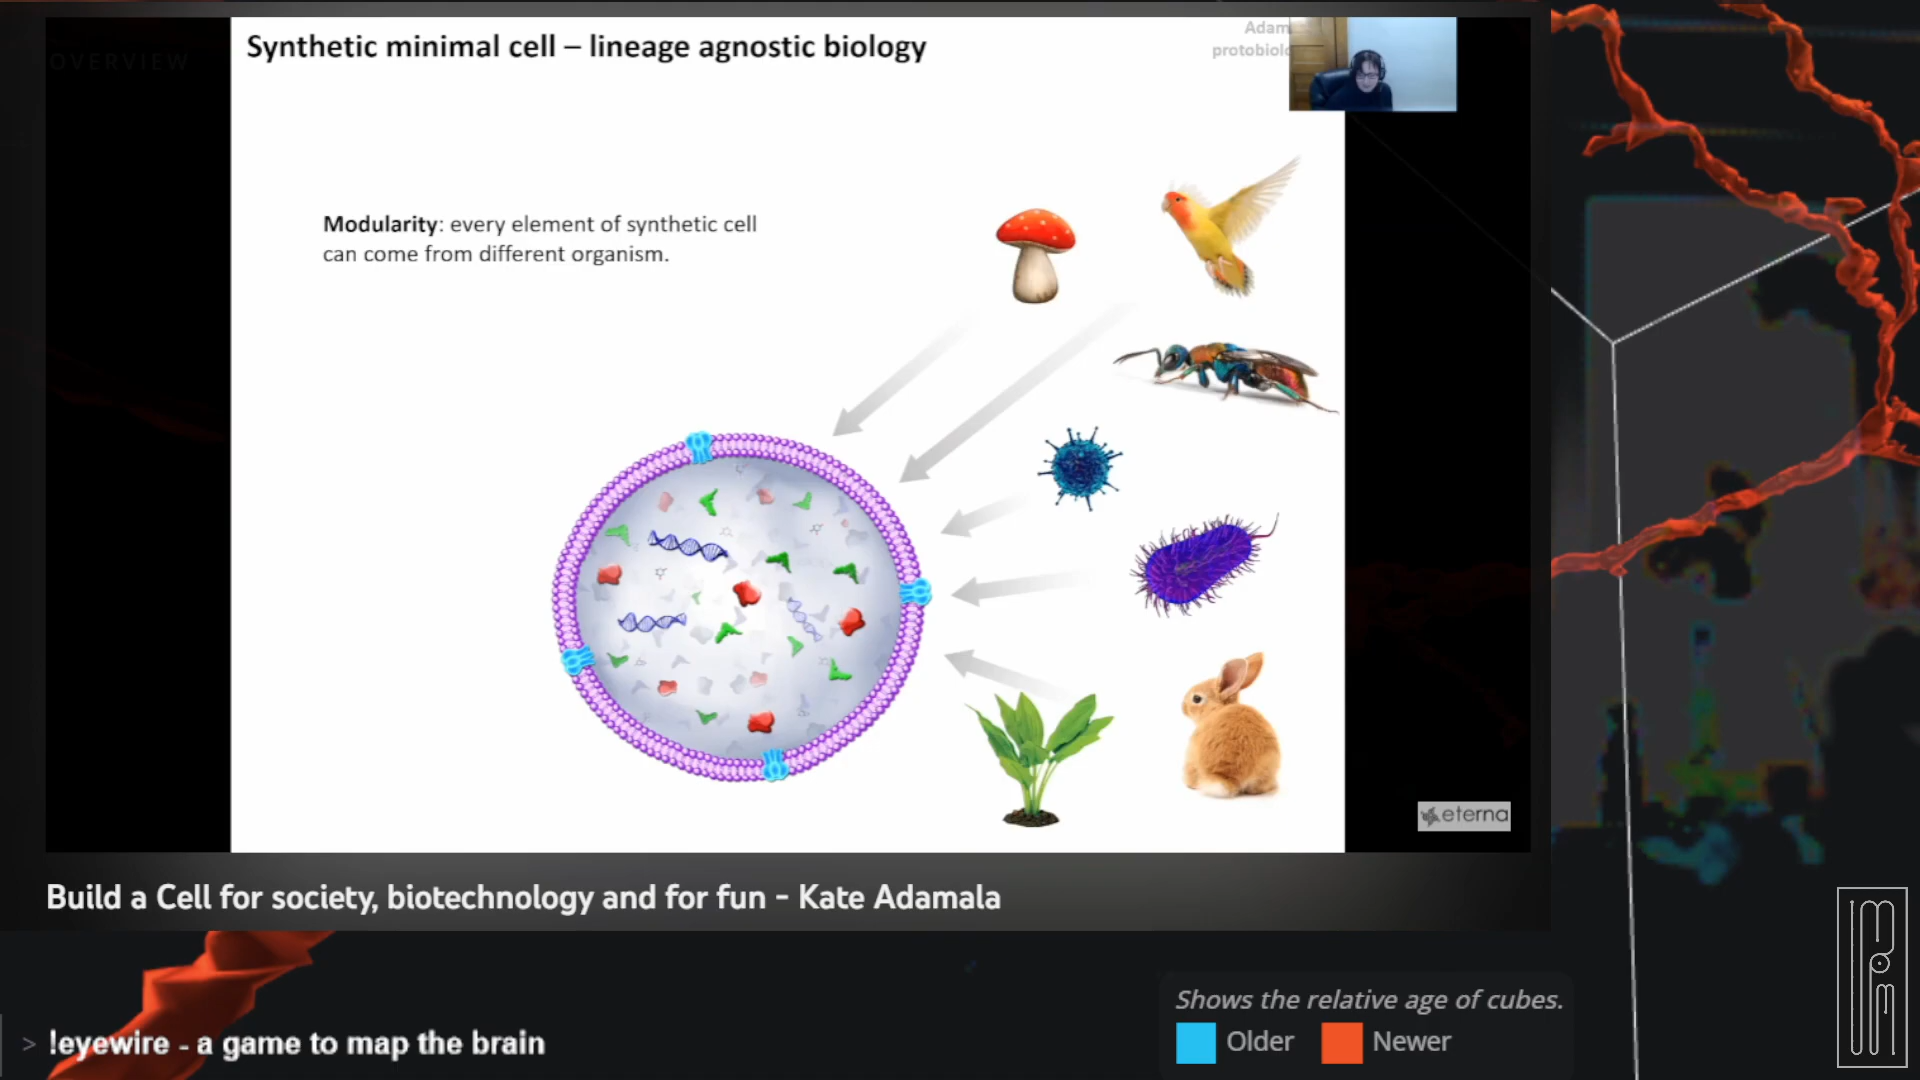 OVERVIEW
Synthetic minimal cell – lineage agnostic biology
Modularity: every element of synthetic cell
can come from different organism.
eterna
Build a Cell for society, biotechnology and for fun – Kate Adamala
> !eyewire - a game to map the brain
Shows the relative age of cubes.
Older Newer